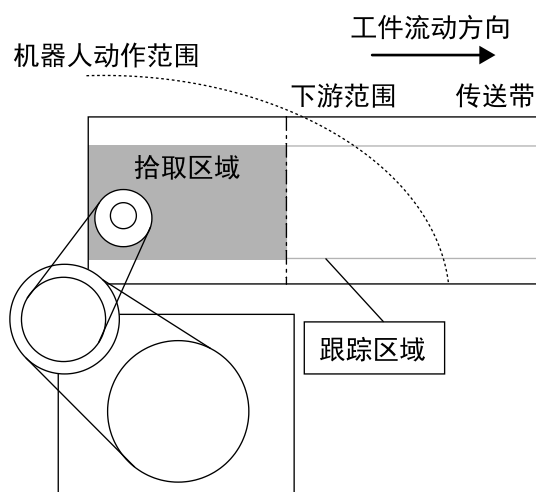 工件流动方向
机器人动作范围
下游范围
传送带
拾取区域
跟踪区域